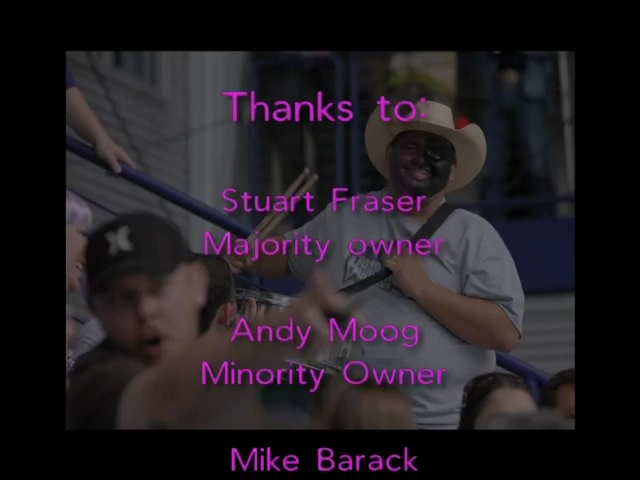 Thanks to:
Stuart Fraser
Majority owner
Andy Moog
Minority Owner
Mike Barack